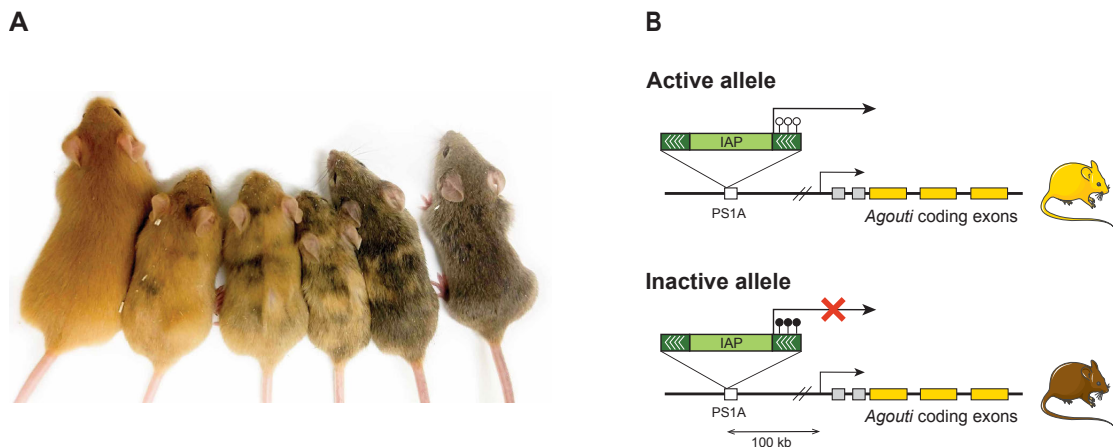 A
B
Active allele
IAP
PS1A
Agouti coding exons
Inactive allele
IAP
PS1A
Agouti coding exons
100 kb